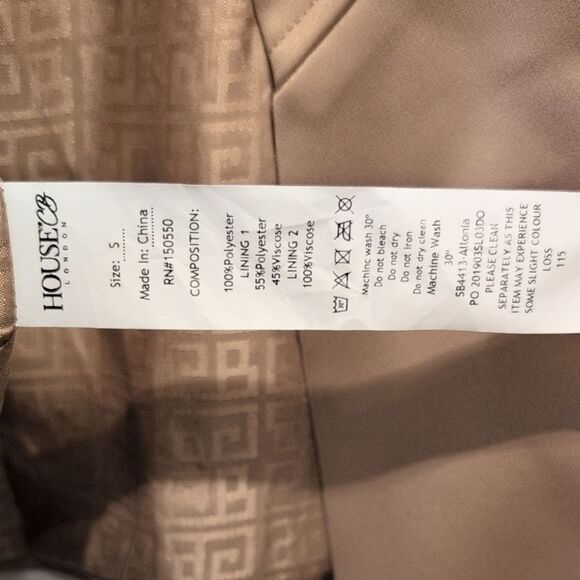 HOUSE CB
LONDON
Size: S
Made In: China
RN#150550
COMPOSITION:
100%Polyester
LINING 1
55%Polyester
45%Viscose
LINING 2
100%Viscose
30°
Machine wash 30°
Do not bleach
Do not dry
Do not iron
Do not dry clean
Machine Wash
30°
SB4413-Altonia
PO 2019035L03DO
PLEASE CLEAN
SEPARATELY AS THIS
ITEM MAY EXPERIENCE
SOME SLIGHT COLOUR
LOSS
115